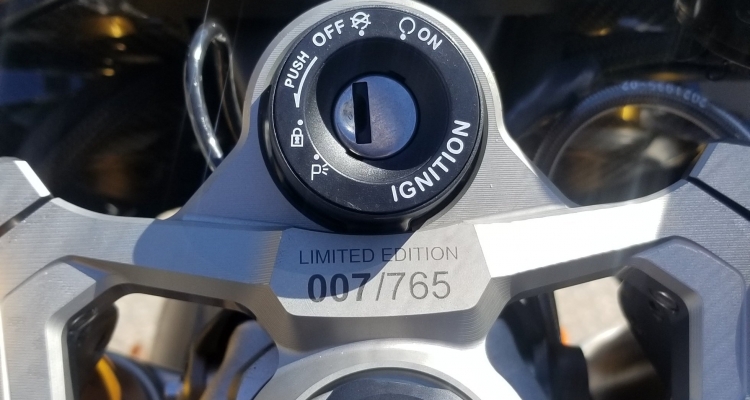 OFF
ON
PUSH
P
IGNITION
LIMITED EDITION
007/765